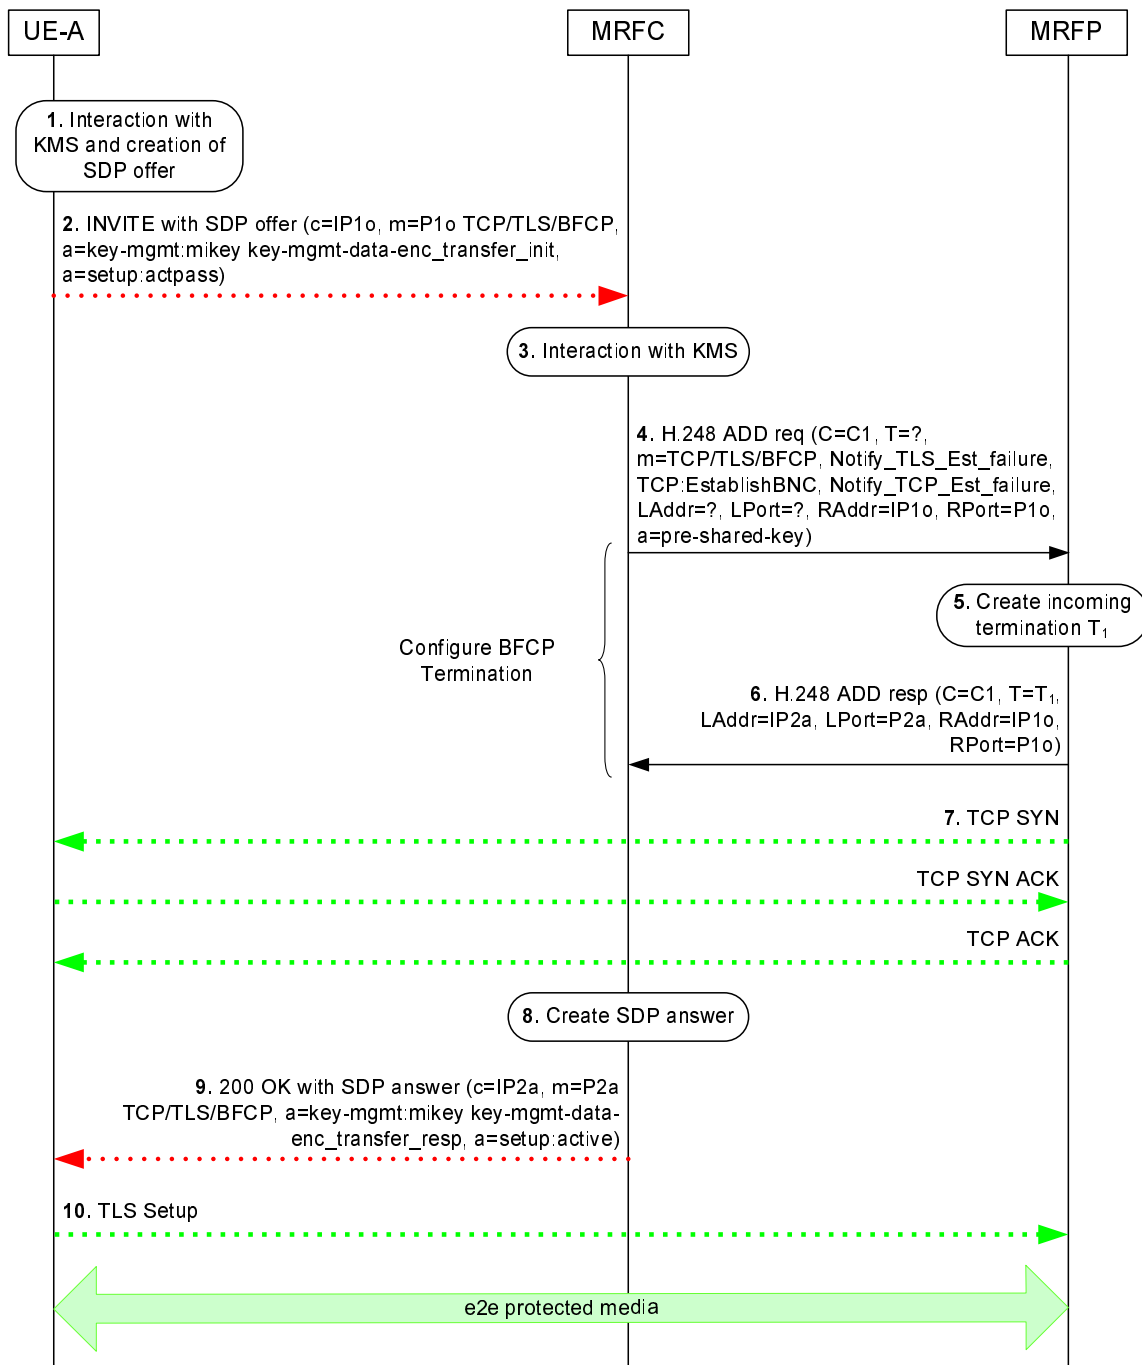 UE-A
MRFC
MRFP
1. Interaction with
KMS and creation of
SDP offer
2. INVITE with SDP offer (c=IP1o, m=P1o TCP/TLS/BFCP,
a=key-mgmt:mikey key-mgmt-data-enc_transfer_init,
a=setup:actpass)
3. Interaction with KMS
4. H.248 ADD req (C=C1, T=?,
m=TCP/TLS/BFCP, Notify_TLS_Est_failure,
TCP:EstablishBNC, Notify_TCP_Est_failure,
LAddr=?, LPort=?, RAddr=IP1o, RPort=P1o,
a=pre-shared-key)
5. Create incoming
termination T₁
Configure BFCP
Termination
6. H.248 ADD resp (C=C1, T=T₁,
LAddr=IP2a, LPort=P2a, RAddr=IP1o,
RPort=P1o)
7. TCP SYN
TCP SYN ACK
TCP ACK
8. Create SDP answer
9. 200 OK with SDP answer (c=IP2a, m=P2a
TCP/TLS/BFCP, a=key-mgmt:mikey key-mgmt-data-
enc_transfer_resp, a=setup:active)
10. TLS Setup
e2e protected media